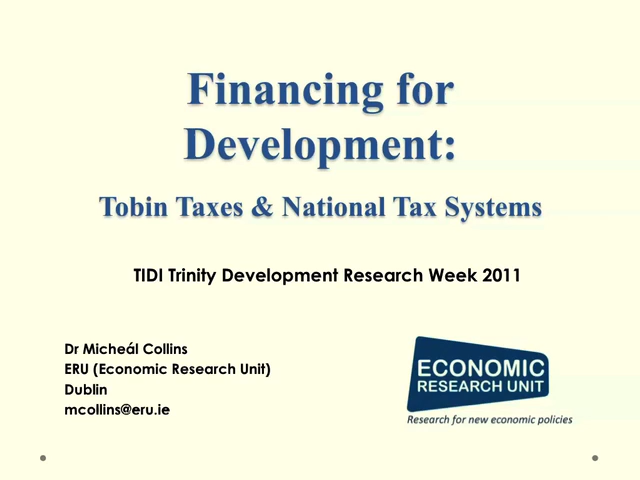 Financing for
Development:
Tobin Taxes & National Tax Systems
TIDI Trinity Development Research Week 2011
Dr Micheál Collins
ERU (Economic Research Unit)
Dublin
mcollins@eru.ie
ECONOMIC
RESEARCH UNIT
Research for new economic policies